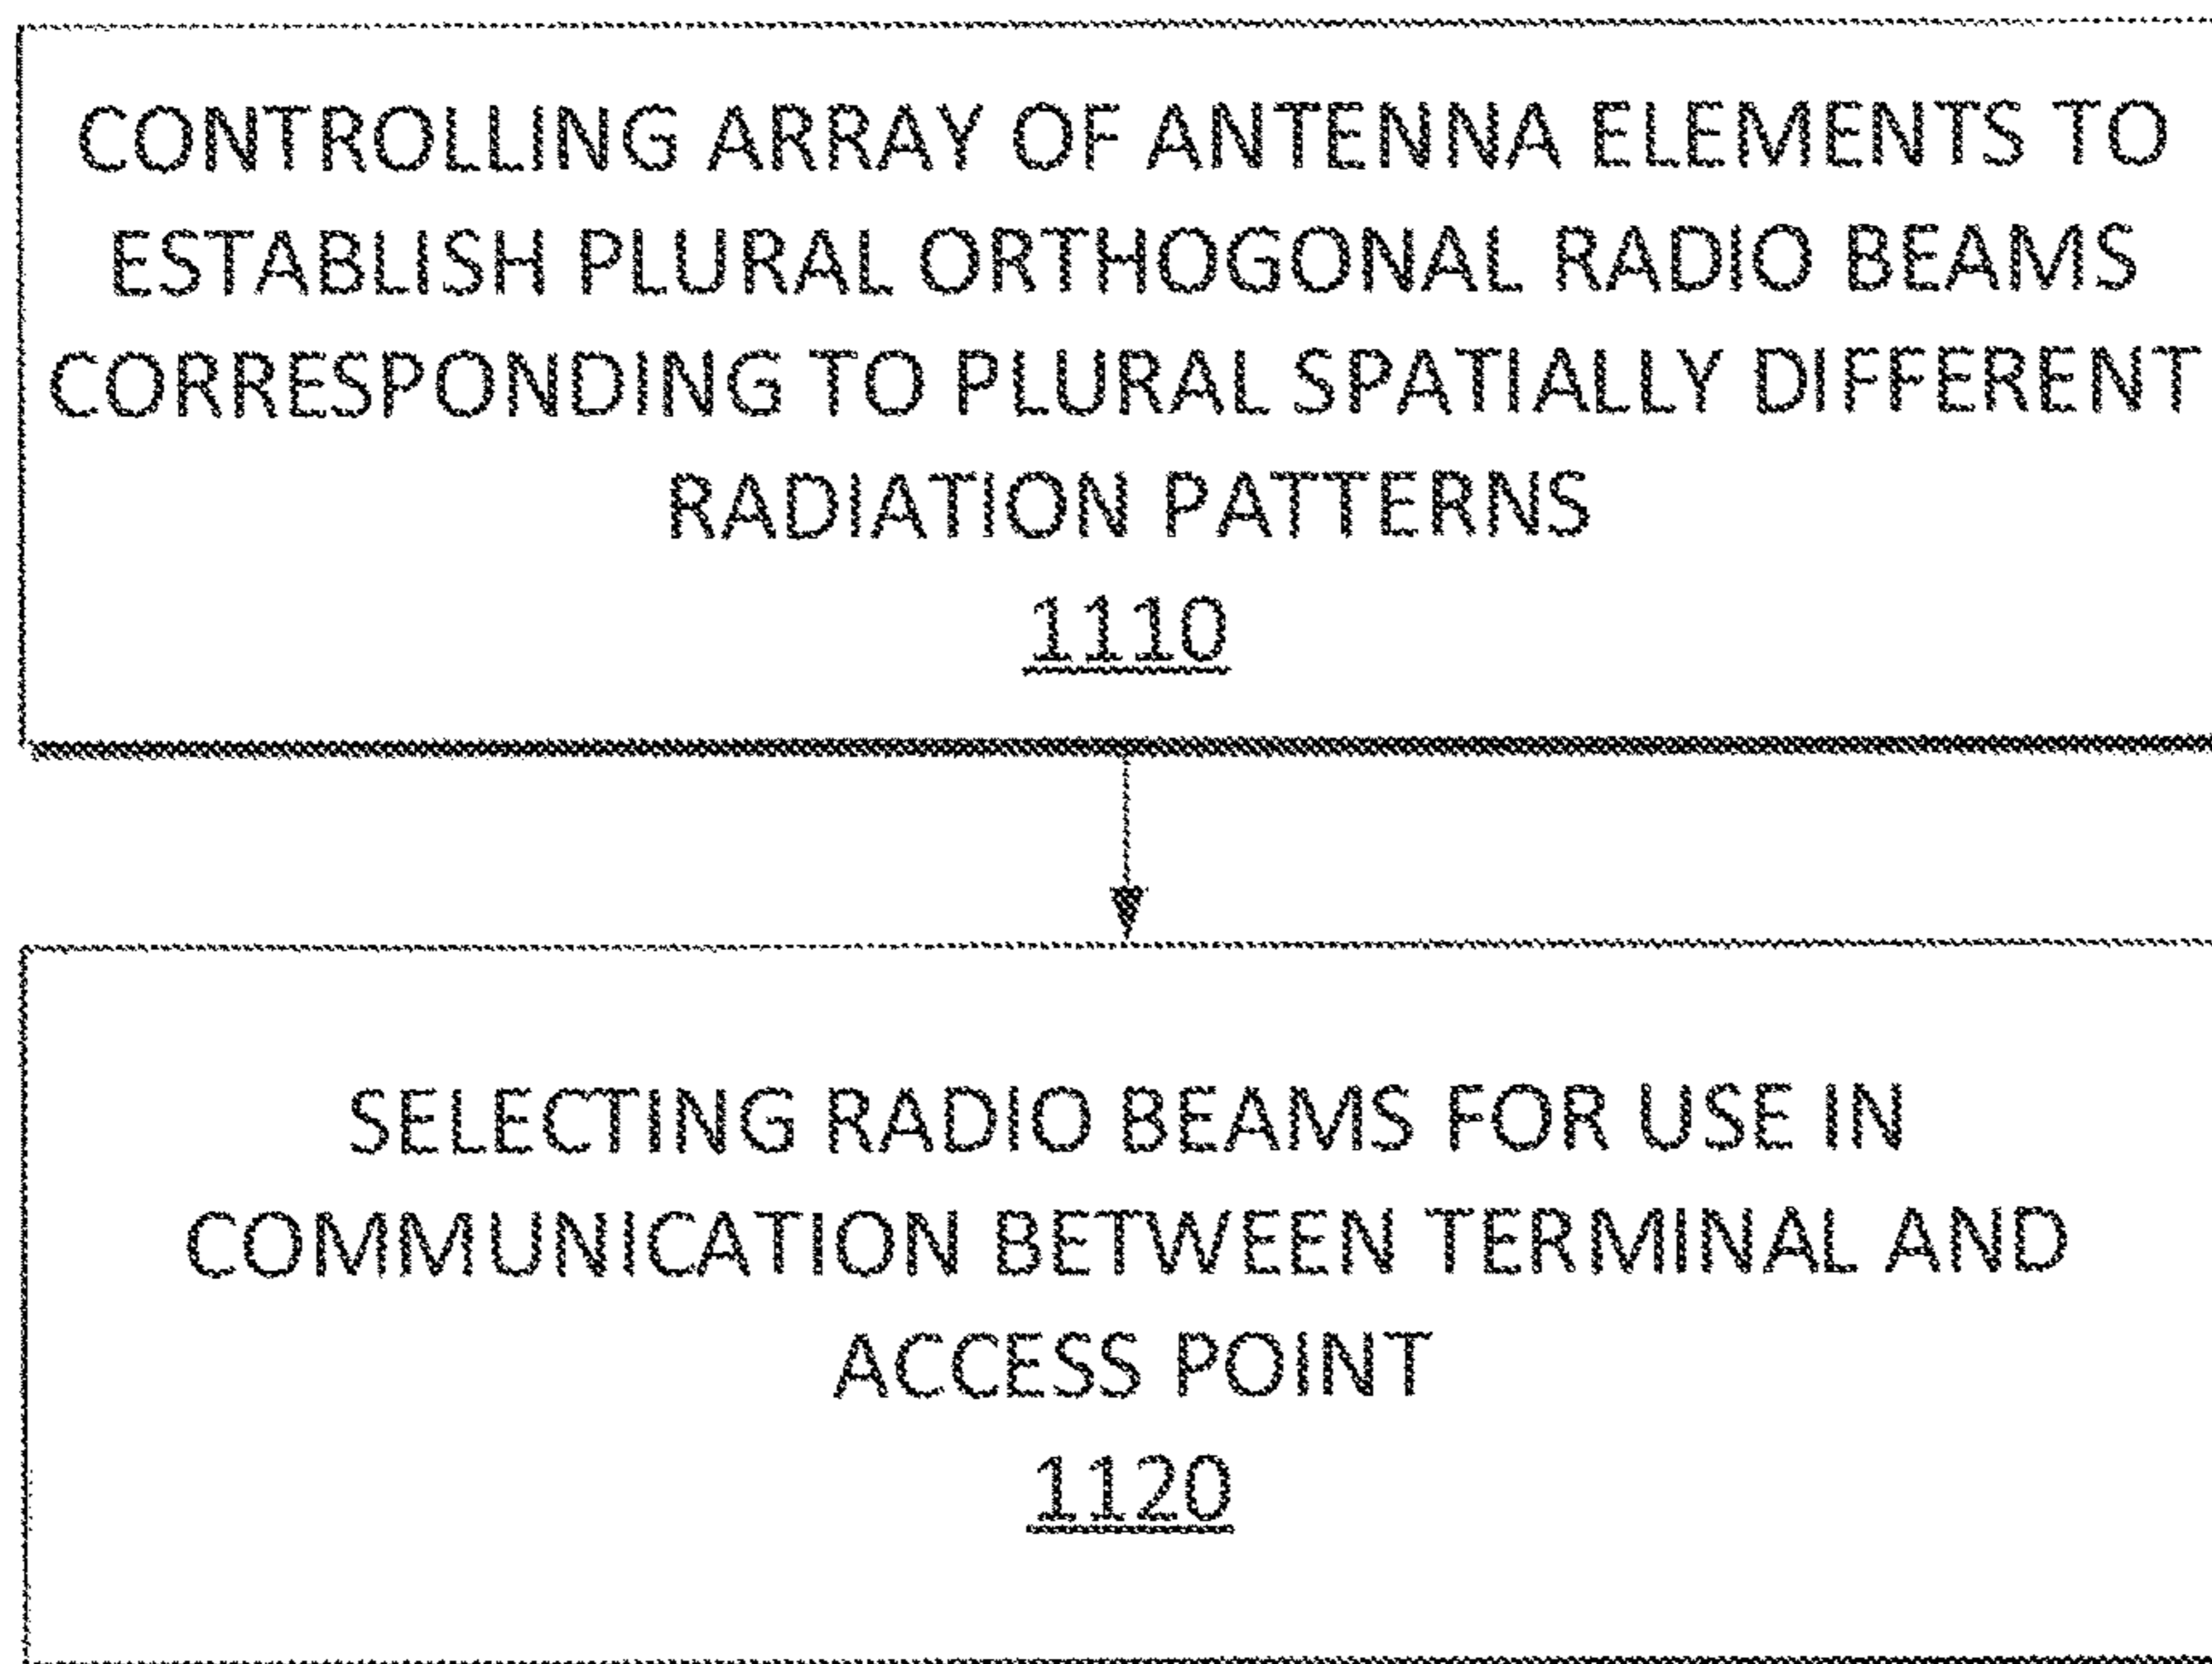 CONTROLLING ARRAY OF ANTENNA ELEMENTS TO
ESTABLISH PLURAL ORTHOGONAL RADIO BEAMS
CORRESPONDING TO PLURAL SPATIALLY DIFFERENT
RADIATION PATTERNS
1110
SELECTING RADIO BEAMS FOR USE IN
COMMUNICATION BETWEEN TERMINAL AND
ACCESS POINT
1120